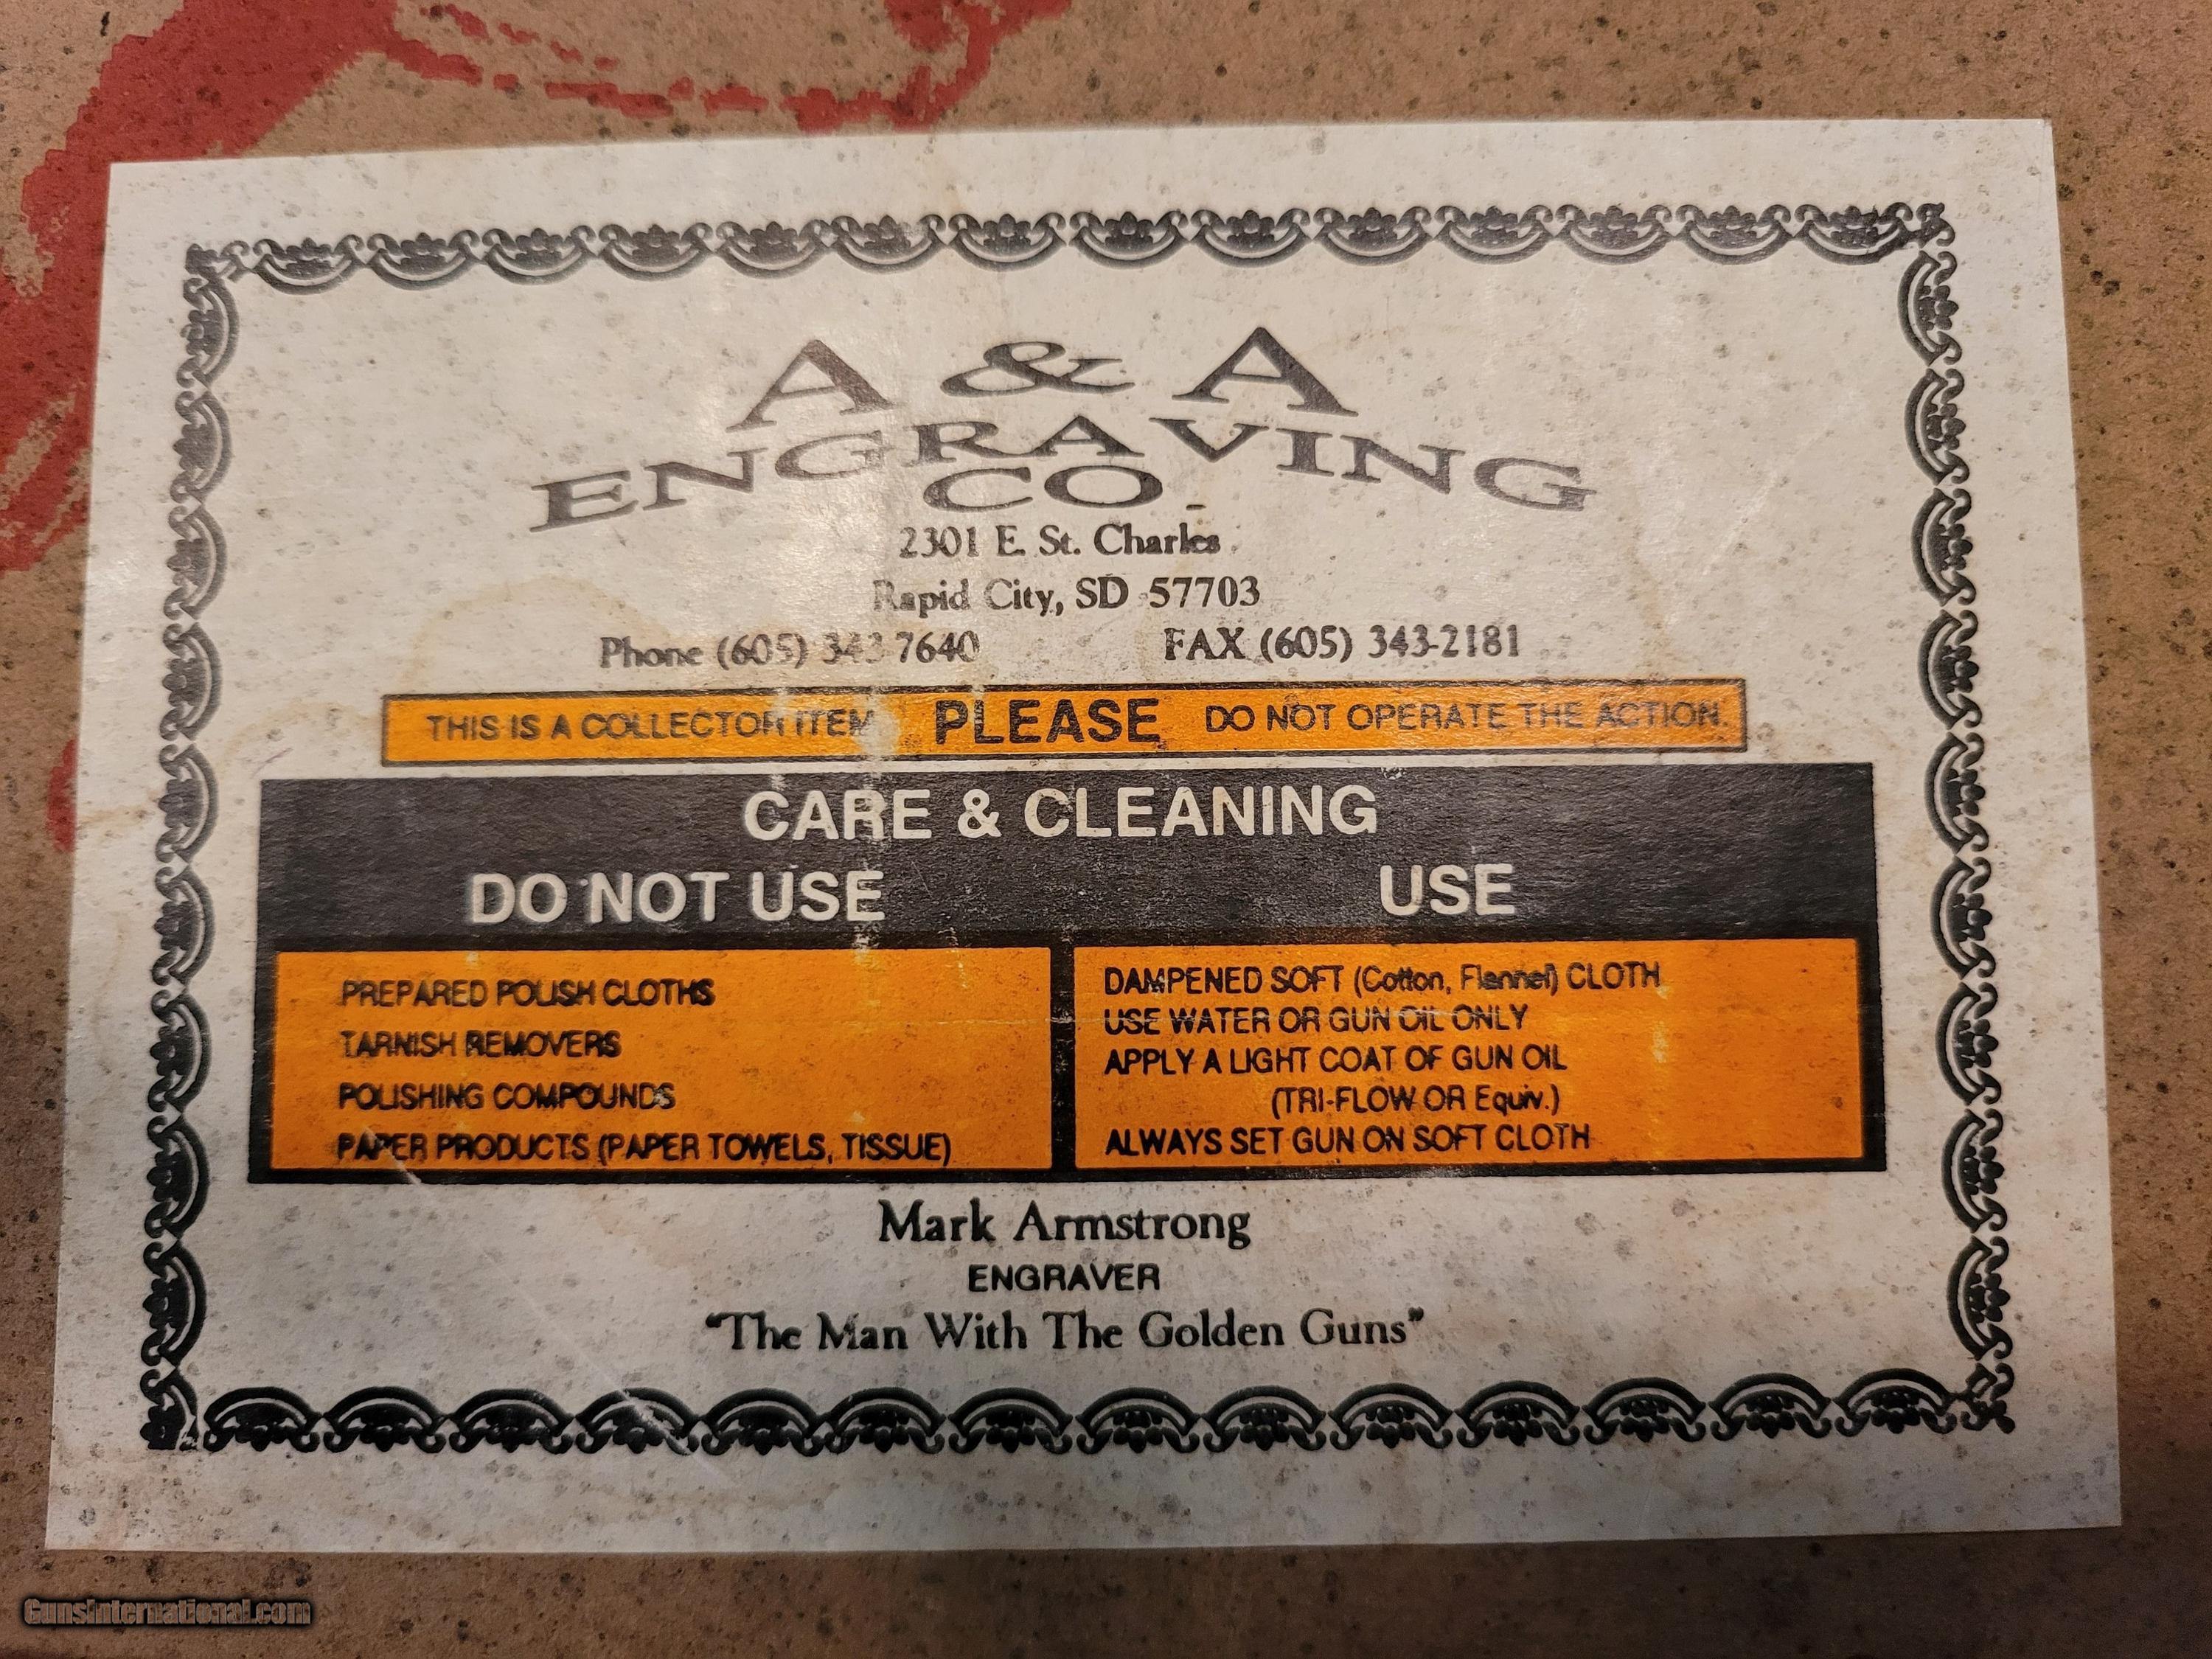 A & A
ENGRAVING
CO
2301 E. St. Charles
Rapid City, SD 57703
Phone (605) 343-7640 FAX (605) 343-2181
THIS IS A COLLECTOR ITEM PLEASE DO NOT OPERATE THE ACTION.
CARE & CLEANING
DO NOT USE USE
PREPARED POLISH CLOTHS
TARNISH REMOVERS
POLISHING COMPOUNDS
PAPER PRODUCTS (PAPER TOWELS, TISSUE)
DAMPENED SOFT (Cotton, Flannel) CLOTH
USE WATER OR GUN OIL ONLY
APPLY A LIGHT COAT OF GUN OIL
(TRI-FLOW OR Equiv.)
ALWAYS SET GUN ON SOFT CLOTH
Mark Armstrong
ENGRAVER
"The Man With The Golden Guns"
GunsInternational.com